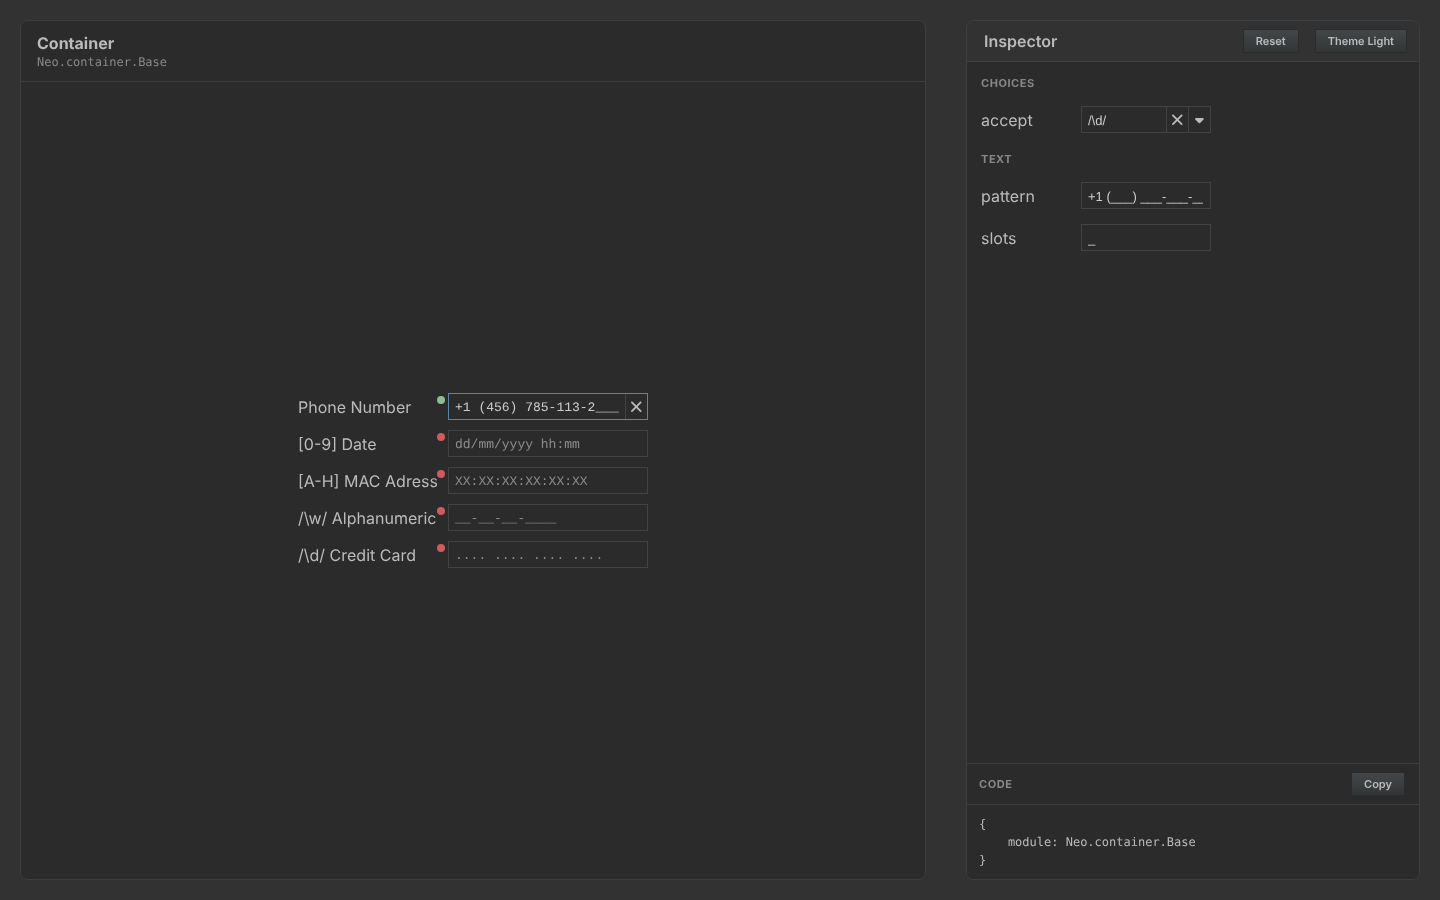 Container
Neo.container.Base
Phone Number
+1 (456) 785-113-2___
[0-9] Date
dd/mm/yyyy hh:mm
[A-H] MAC Adress
XX:XX:XX:XX:XX:XX
/\w/ Alphanumeric
__-__-__-____
/\d/ Credit Card
.... .... .... ....
Inspector
Reset
Theme Light
CHOICES
accept
/\d/
TEXT
pattern
+1 (___) ___-___-__
slots
_
CODE
Copy
{
module: Neo.container.Base
}